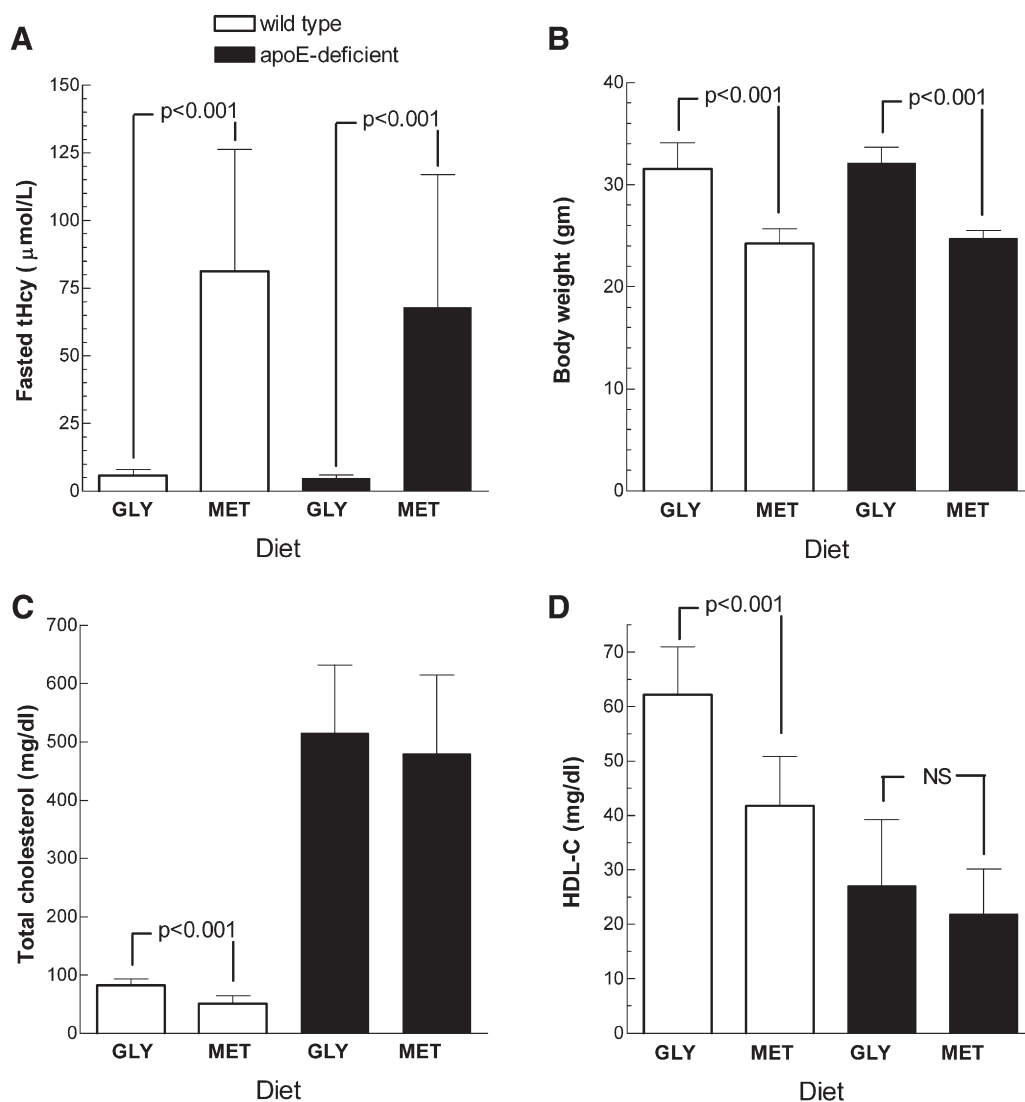 A
wild type
apoE-deficient
Fasted tHcy ( μmol/L)
150
125
100
75
50
25
0
p<0.001
p<0.001
GLY MET GLY MET
Diet
B
Body weight (gm)
40
30
20
10
0
p<0.001
p<0.001
GLY MET GLY MET
Diet
C
Total cholesterol (mg/dl)
700
600
500
400
300
200
100
0
p<0.001
GLY MET GLY MET
Diet
D
HDL-C (mg/dl)
70
60
50
40
30
20
10
0
p<0.001
NS
GLY MET GLY MET
Diet